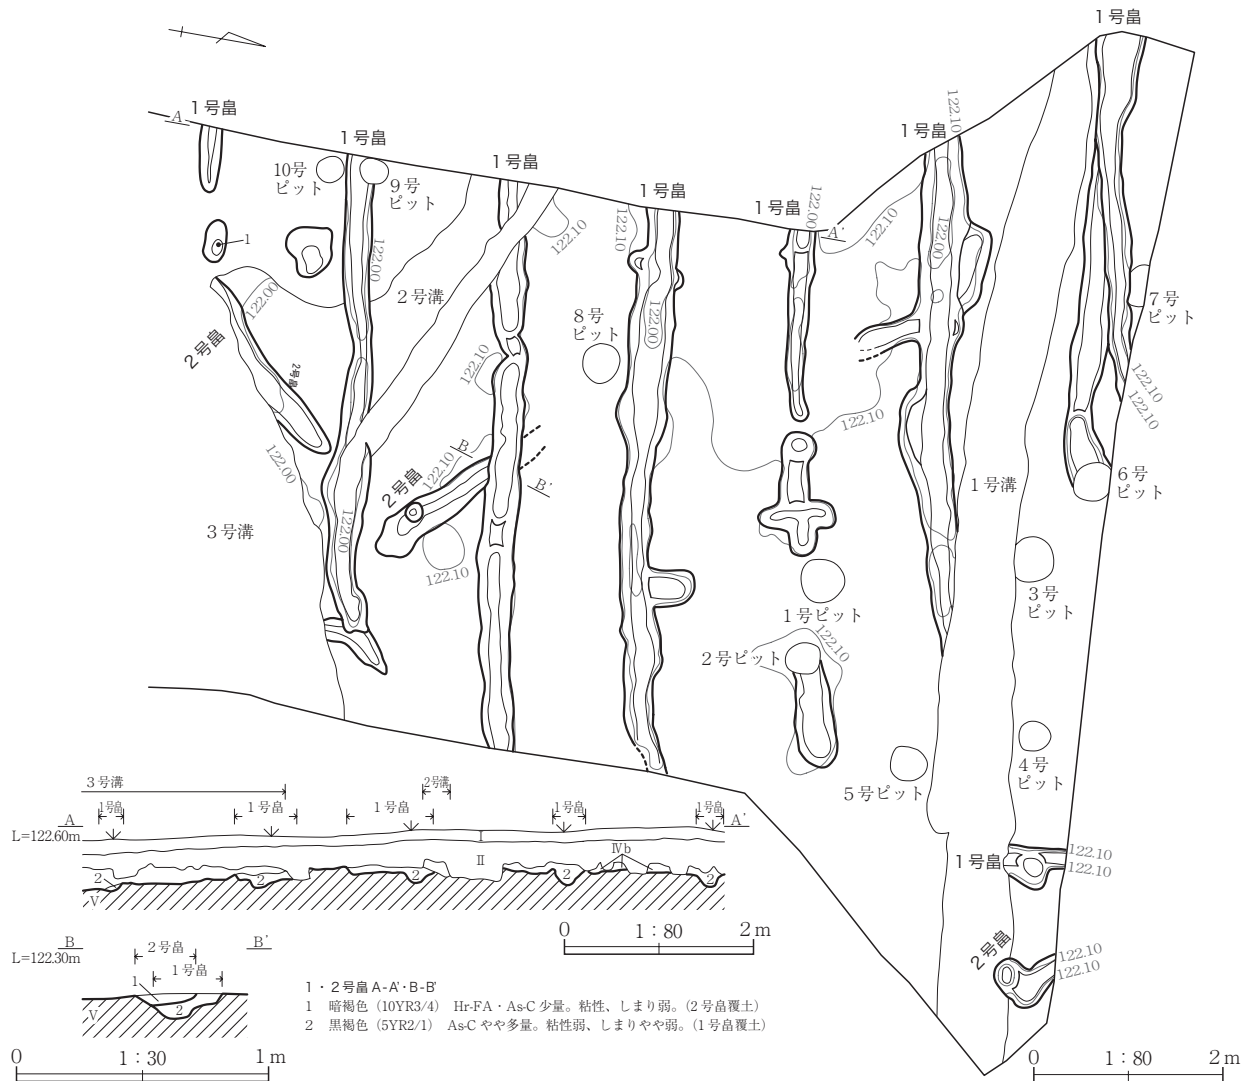 1号畠
1号畠
A
1号畠
1号畠
1号畠
1号畠
1号畠
122.10
10号
ピット
9号
ピット
122.00
A'
122.10
122.10
122.10
122.00
1
122.00
122.00
2号溝
122.00
8号
ピット
7号
ピット
2号畠
2号畠
122.10
122.10
122.10
122.10
122.00
B
122.10
2号畠
B'
1号溝
6号
ピット
3号溝
122.00
122.10
1号ピット
3号
ピット
2号ピット
122.10
4号
ピット
5号ピット
3号溝
2号溝
1号畠
1号畠
1号畠
1号畠
1号畠
A
A'
L=122.60m
I
II
IVb
2
2
2
2
2
V
1号畠
122.10
122.10
0
1:80
2m
B
B'
L=122.30m
2号畠
1号畠
1
2
V
2号畠
122.10
122.10
1・2号畠 A-A'・B-B'
1 暗褐色(10YR3/4) Hr-FA・As-C 少量。粘性、しまり弱。(2号畠覆土)
2 黒褐色(5YR2/1) As-C やや多量。粘性弱、しまりやや弱。(1号畠覆土)
0
1:30
1m
0
1:80
2m